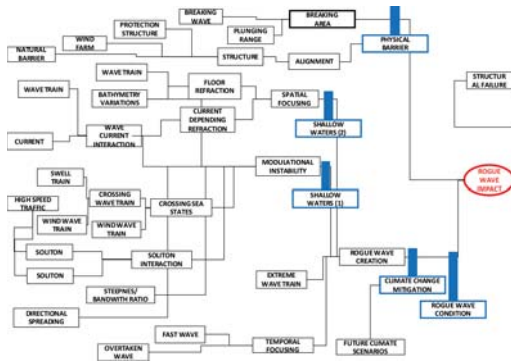 BREAKING
WAVE
BREAKING
AREA
PROTECTION
STRUCTURE
PLUNGING
RANGE
WIND
FARM
PHYSICAL
BARRIER
NATURAL
BARRIER
STRUCTURE
ALIGNMENT
WAVE TRAIN
FLOOR
REFRACTION
STRUCTUR
AL FAILURE
WAVE TRAIN
BATHYMETRY
VARIATIONS
SPATIAL
FOCUSING
CURRENT
DEPENDING
REFRACTION
WAVE
CURRENT
INTERACTION
SHALLOW
WATERS (2)
CURRENT
MODULATIONAL
INSTABILITY
ROGUE
WAVE
IMPACT
SWELL
TRAIN
CROSSING
WAVE TRAIN
SHALLOW
WATERS (1)
HIGH SPEED
TRAFFIC
CROSSING SEA
STATES
WIND WAVE
TRAIN
WIND WAVE
TRAIN
SOLITON
SOLITON
INTERACTION
ROGUE WAVE
CREATION
SOLITON
EXTREME
WAVE TRAIN
CLIMATE CHANGE
MITIGATION
STEEPNES/
BANDWITH RATIO
ROGUE WAVE
CONDITION
DIRECTIONAL
SPREADING
FAST WAVE
TEMPORAL
FOCUSING
FUTURE CLIMATE
SCENARIOS
OVERTAKEN
WAVE